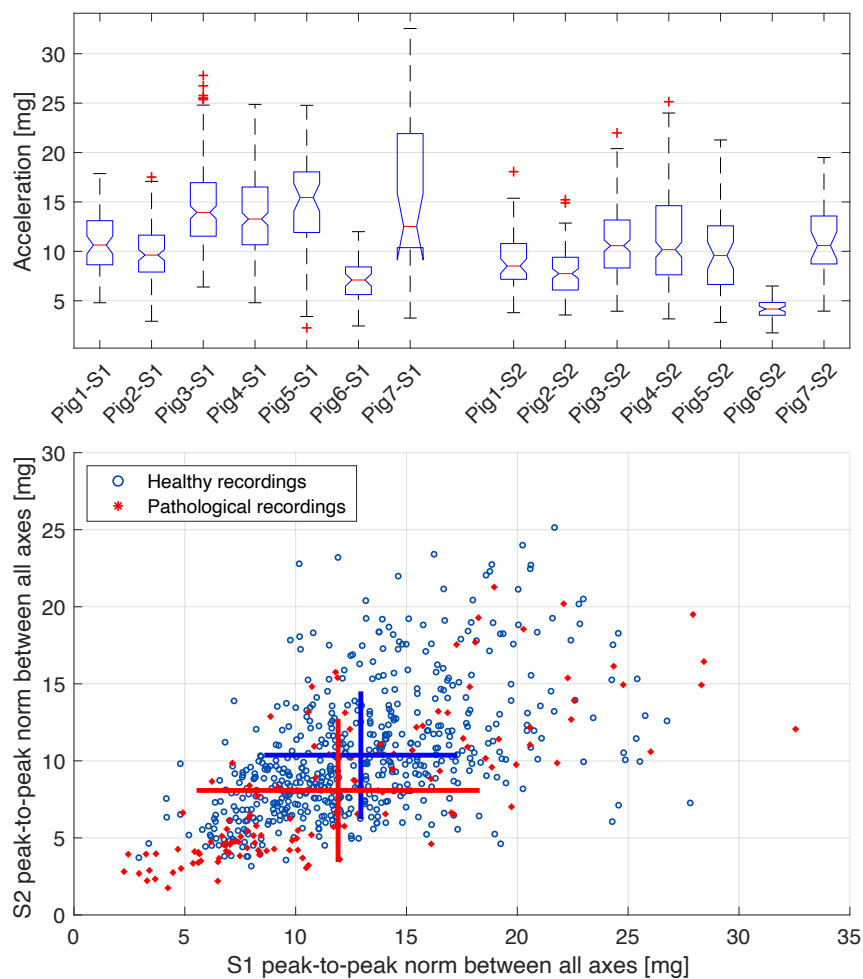 Acceleration [mg]
30
25
20
15
10
5
Pig1-S1
Pig2-S1
Pig3-S1
Pig4-S1
Pig5-S1
Pig6-S1
Pig7-S1
Pig1-S2
Pig2-S2
Pig3-S2
Pig4-S2
Pig5-S2
Pig6-S2
Pig7-S2
S2 peak-to-peak norm between all axes [mg]
30
25
20
15
10
5
0
Healthy recordings
Pathological recordings
0 5 10 15 20 25 30 35
S1 peak-to-peak norm between all axes [mg]